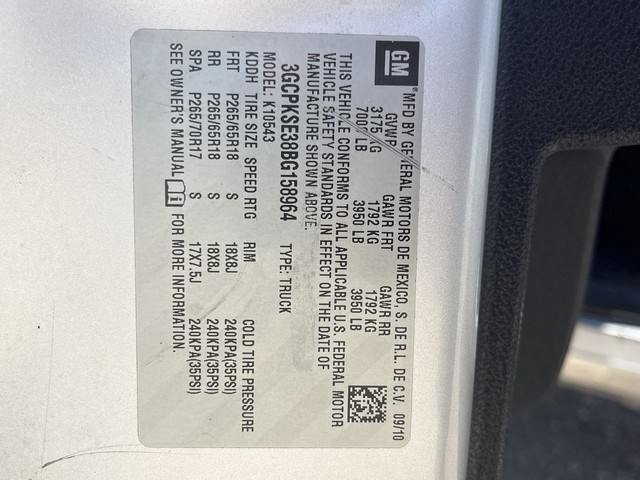 GM ® MFD BY GENERAL MOTORS DE MEXICO, S. DE R.L. DE C.V. 09/10
GVWR GAWR FRT GAWR RR
3175 KG 1792 KG 1792 KG
LB 3950 LB 3950 LB
THIS VEHICLE CONFORMS TO ALL APPLICABLE U.S. FEDERAL MOTOR
VEHICLE SAFETY STANDARDS IN EFFECT ON THE DATE OF
MANUFACTURE SHOWN ABOVE.
3GCPKSE38BG158964 TYPE: TRUCK
MODEL: K10543
KDDH TIRE SIZE SPEED RTG RIM COLD TIRE PRESSURE
FRT P265/65R18 S 18X8J 240KPA(35PSI)
RR P265/65R18 S 18X8J 240KPA(35PSI)
SPA P265/70R17 S 17X7.5J 240KPA(35PSI)
SEE OWNER'S MANUAL i FOR MORE INFORMATION.